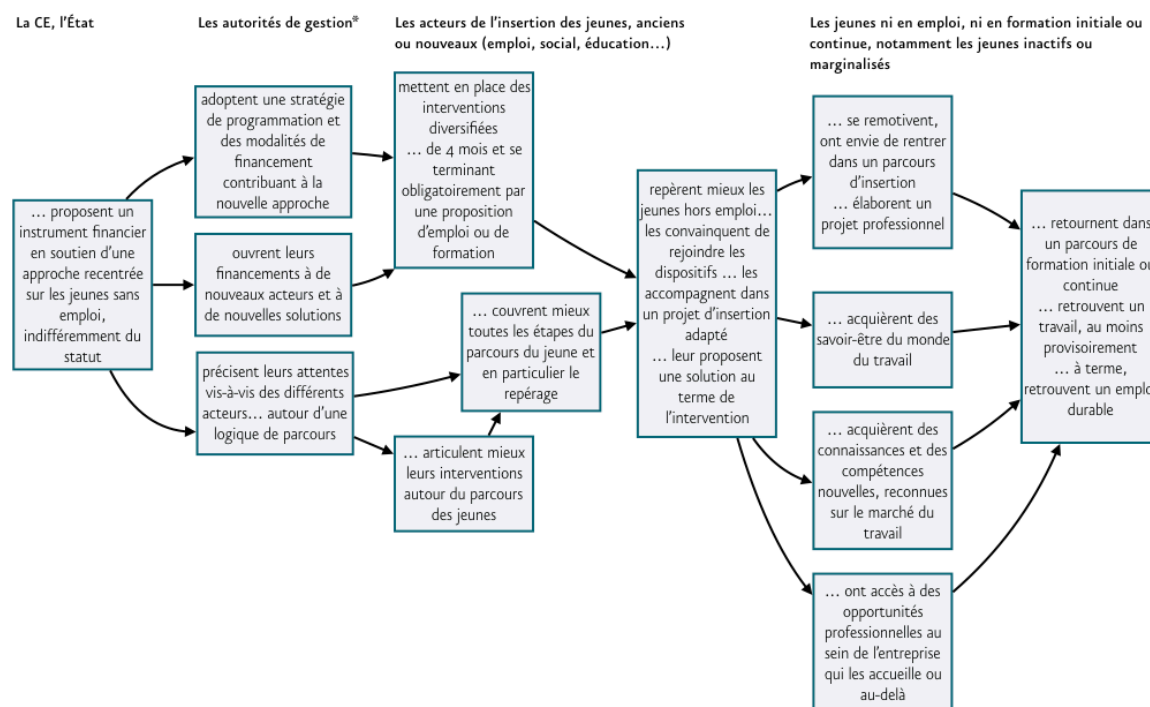 La CE, l'État
Les autorités de gestion*
Les acteurs de l'insertion des jeunes, anciens
ou nouveaux (emploi, social, éducation…)
Les jeunes ni en emploi, ni en formation initiale ou
continue, notamment les jeunes inactifs ou
marginalisés
… proposent un
instrument financier
en soutien d'une
approche recentrée
sur les jeunes sans
emploi,
indifféremment du
statut
adoptent une stratégie
de programmation et
des modalités de
financement
contribuant à la
nouvelle approche
ouvrent leurs
financements à de
nouveaux acteurs et à
de nouvelles solutions
précisent leurs attentes
vis-à-vis des différents
acteurs… autour d'une
logique de parcours
mettent en place des
interventions
diversifiées
… de 4 mois et se
terminant
obligatoirement par
une proposition
d'emploi ou de
formation
… couvrent mieux
toutes les étapes du
parcours du jeune et
en particulier le
repérage
… articulent mieux
leurs interventions
autour du parcours
des jeunes
repèrent mieux les
jeunes hors emploi…
les convainquent de
rejoindre les
dispositifs … les
accompagnent dans
un projet d'insertion
adapté
… leur proposent
une solution au
terme de
l'intervention
… se remotivent,
ont envie de rentrer
dans un parcours
d'insertion
… élaborent un
projet professionnel
… acquièrent des
savoir-être du monde
du travail
… acquièrent des
connaissances et des
compétences
nouvelles, reconnues
sur le marché du
travail
… ont accès à des
opportunités
professionnelles au
sein de l'entreprise
qui les accueille ou
au-delà
… retournent dans
un parcours de
formation initiale ou
continue
… retrouvent un
travail, au moins
provisoirement
… à terme,
retrouvent un emploi
durable